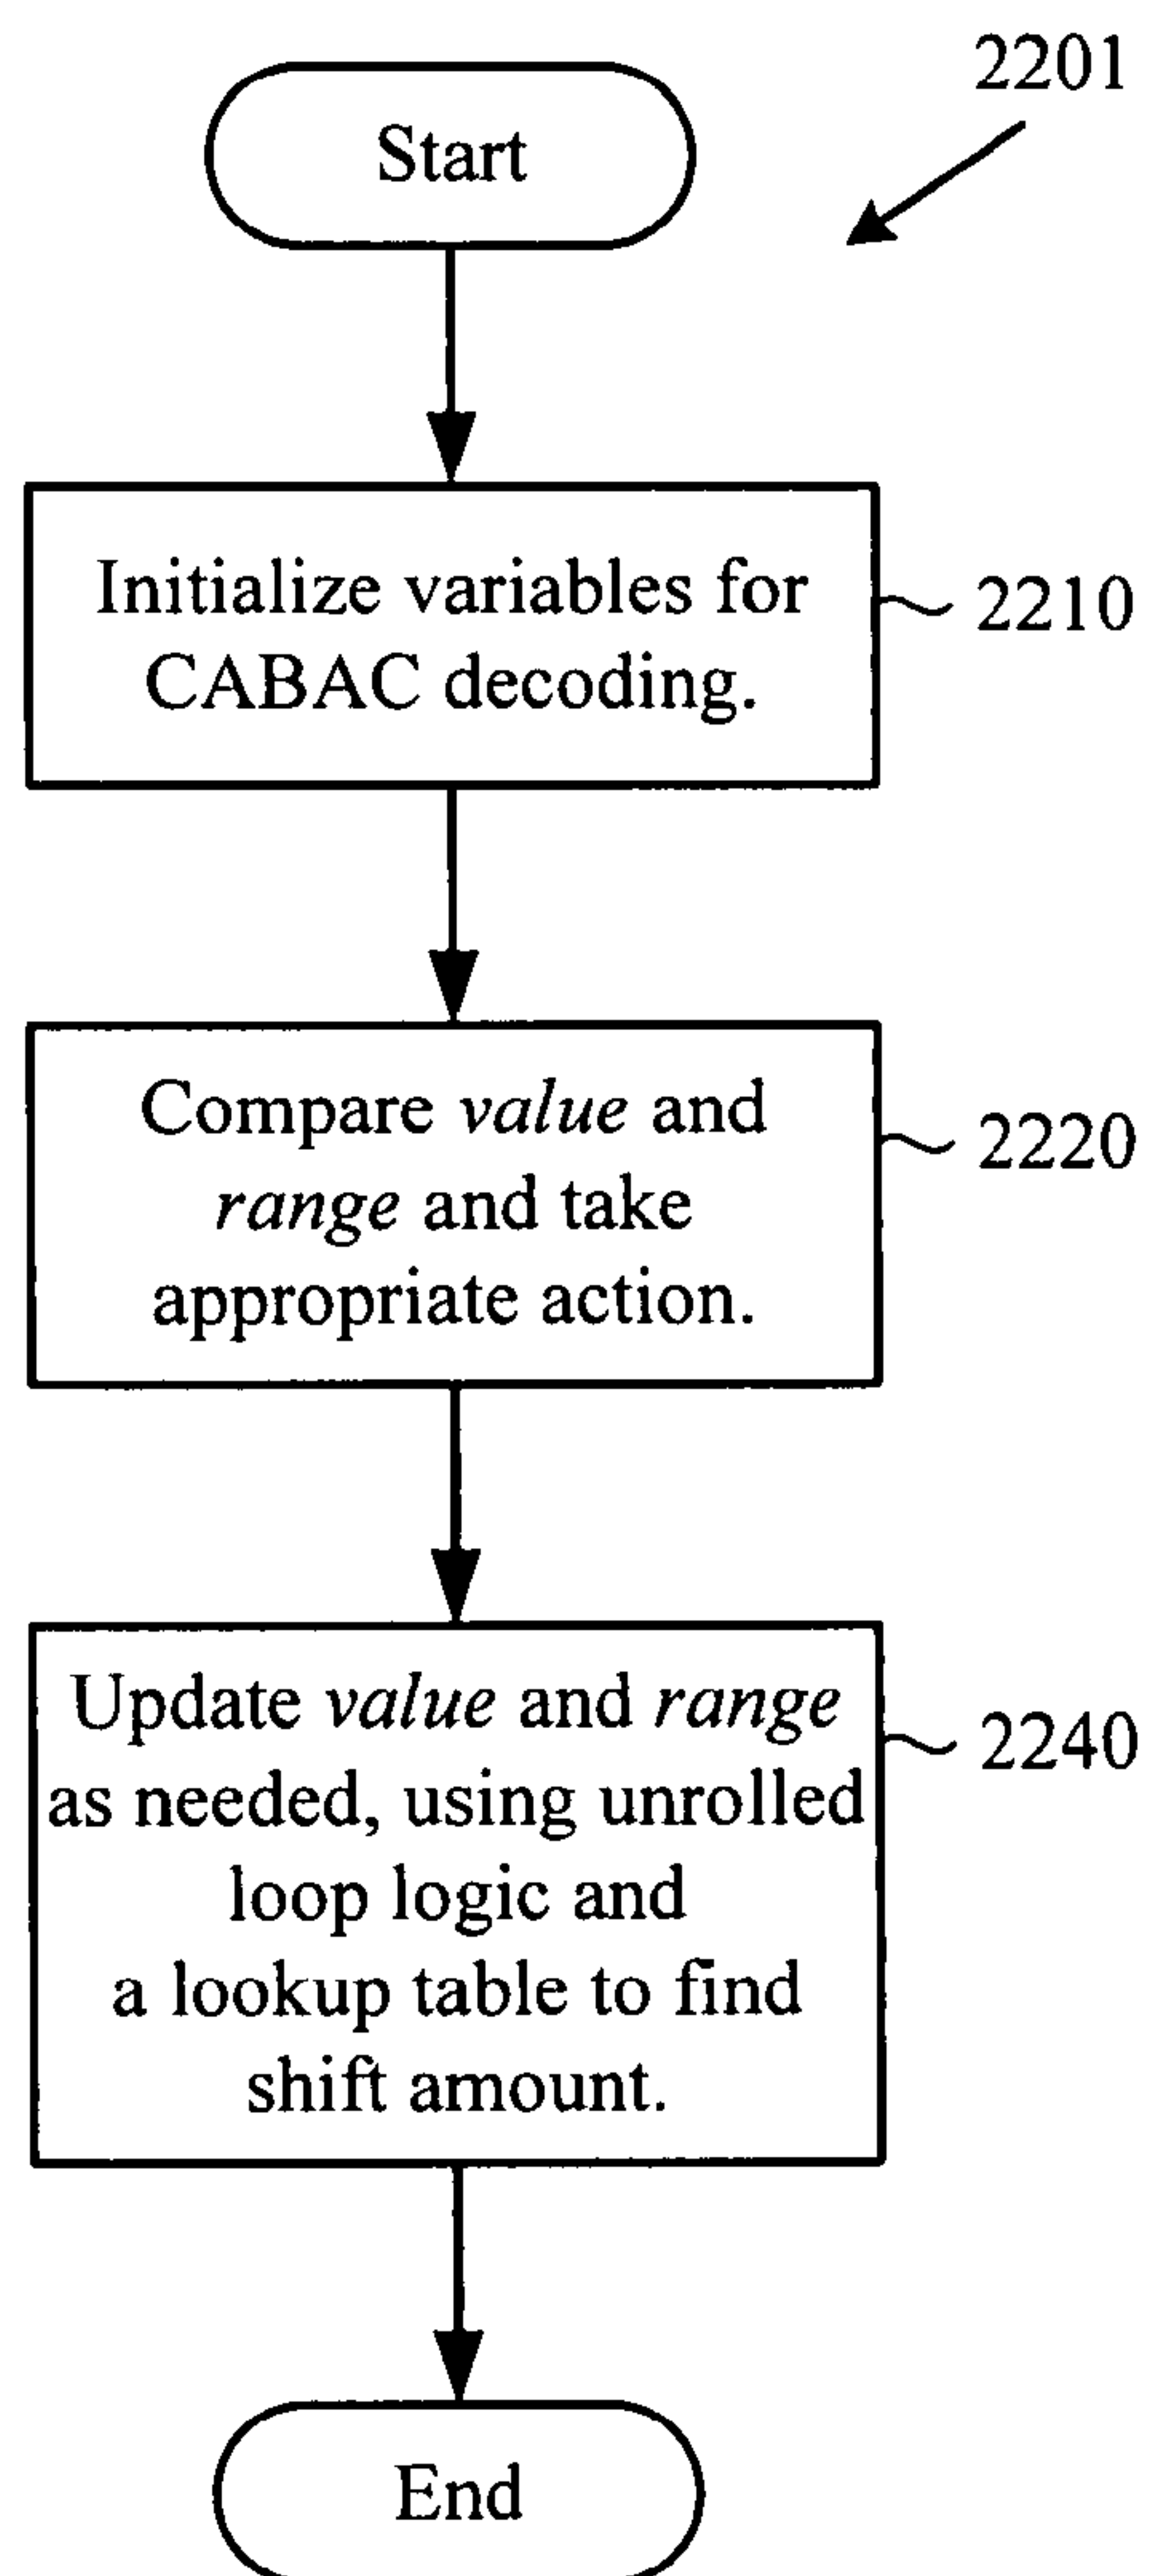 2201
Start
Initialize variables for
CABAC decoding.
2210
Compare value and
range and take
appropriate action.
2220
Update value and range
as needed, using unrolled
loop logic and
a lookup table to find
shift amount.
2240
End